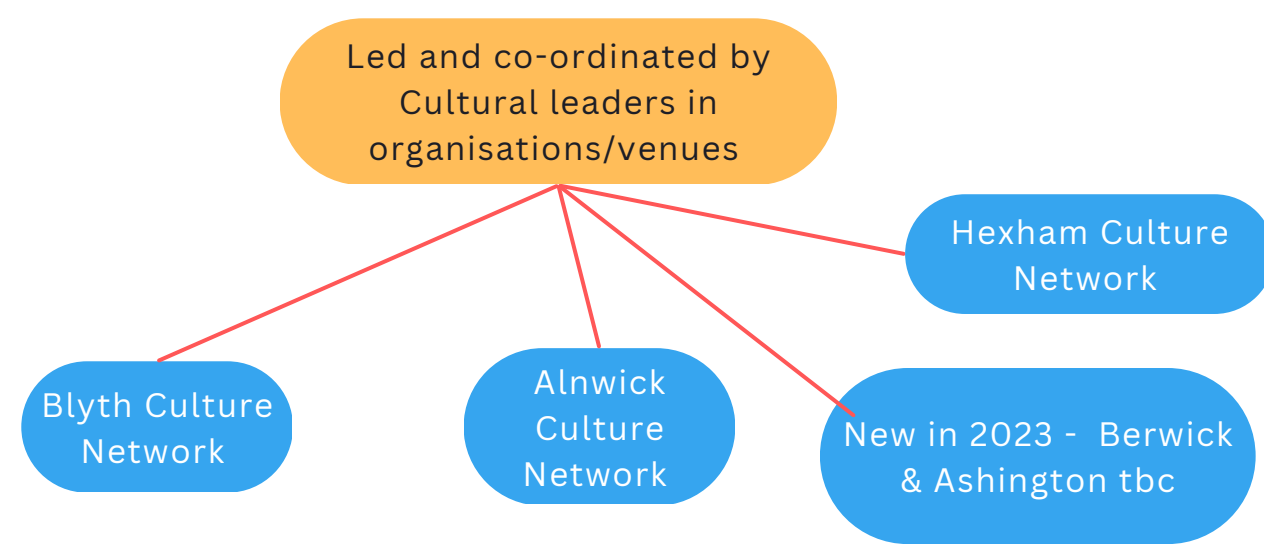 Led and co-ordinated by
Cultural leaders in
organisations/venues
Hexham Culture
Network
Blyth Culture
Network
Alnwick
Culture
Network
New in 2023 -  Berwick
& Ashington tbc